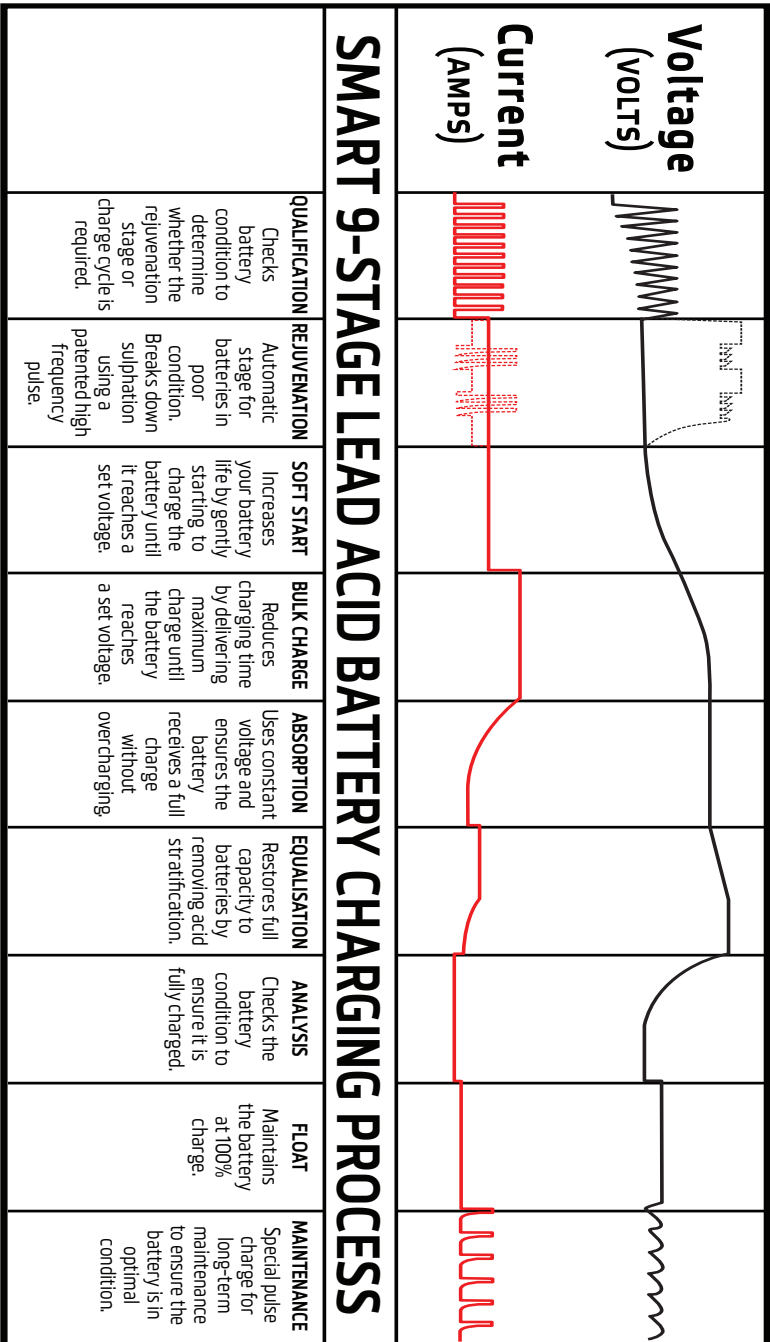 Voltage
(VOLTS)
Current
(AMPS)
SMART 9-STAGE LEAD ACID BATTERY CHARGING PROCESS
QUALIFICATION
Checks
battery
condition to
determine
whether the
rejuvenation
stage or
charge cycle is
required.
REJUVENATION
Automatic
stage for
batteries in
poor
condition.
Breaks down
sulphation
using a
patented high
frequency
pulse.
SOFT START
Increases
your battery
life by gently
starting to
charge the
battery until
it reaches a
set voltage.
BULK CHARGE
Reduces
charging time
by delivering
maximum
charge until
the battery
reaches
a set voltage.
ABSORPTION
Uses constant
voltage and
ensures the
battery
receives a full
charge
without
overcharging.
EQUALISATION
Restores full
capacity to
batteries by
removing acid
stratification.
ANALYSIS
Checks the
battery
condition to
ensure it is
fully charged.
FLOAT
Maintains
the battery
at 100%
charge.
MAINTENANCE
Special pulse
charge for
long-term
maintenance
to ensure the
battery is in
optimal
condition.